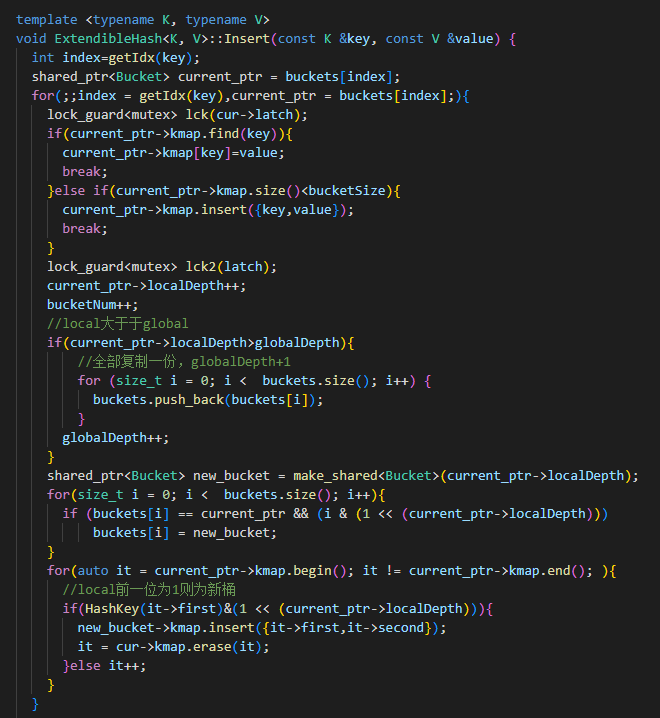 template <typename K, typename V>
void ExtendibleHash<K, V>::Insert(const K &key, const V &value) {
  int index=getIdx(key);
  shared_ptr<Bucket> current_ptr = buckets[index];
  for(;;index = getIdx(key),current_ptr = buckets[index];){
    lock_guard<mutex> lck(cur->latch);
    if(current_ptr->kmap.find(key)){
      current_ptr->kmap[key]=value;
      break;
    }else if(current_ptr->kmap.size()<bucketSize){
      current_ptr->kmap.insert({key,value});
      break;
    }
    lock_guard<mutex> lck2(latch);
    current_ptr->localDepth++;
    bucketNum++;
    //local大于于global
    if(current_ptr->localDepth>globalDepth){
        //全部复制一份，globalDepth+1
        for (size_t i = 0; i <  buckets.size(); i++) {
          buckets.push_back(buckets[i]);
        }
      globalDepth++;
    }
    shared_ptr<Bucket> new_bucket = make_shared<Bucket>(current_ptr->localDepth);
    for(size_t i = 0; i <  buckets.size(); i++){
      if (buckets[i] == current_ptr && (i & (1 << (current_ptr->localDepth)))
          buckets[i] = new_bucket;
    }
    for(auto it = current_ptr->kmap.begin(); it != current_ptr->kmap.end(); ){
      //local前一位为1则为新桶
      if(HashKey(it->first)&(1 << (current_ptr->localDepth))){
        new_bucket->kmap.insert({it->first,it->second});
        it = cur->kmap.erase(it);
      }else it++;
    }
  }